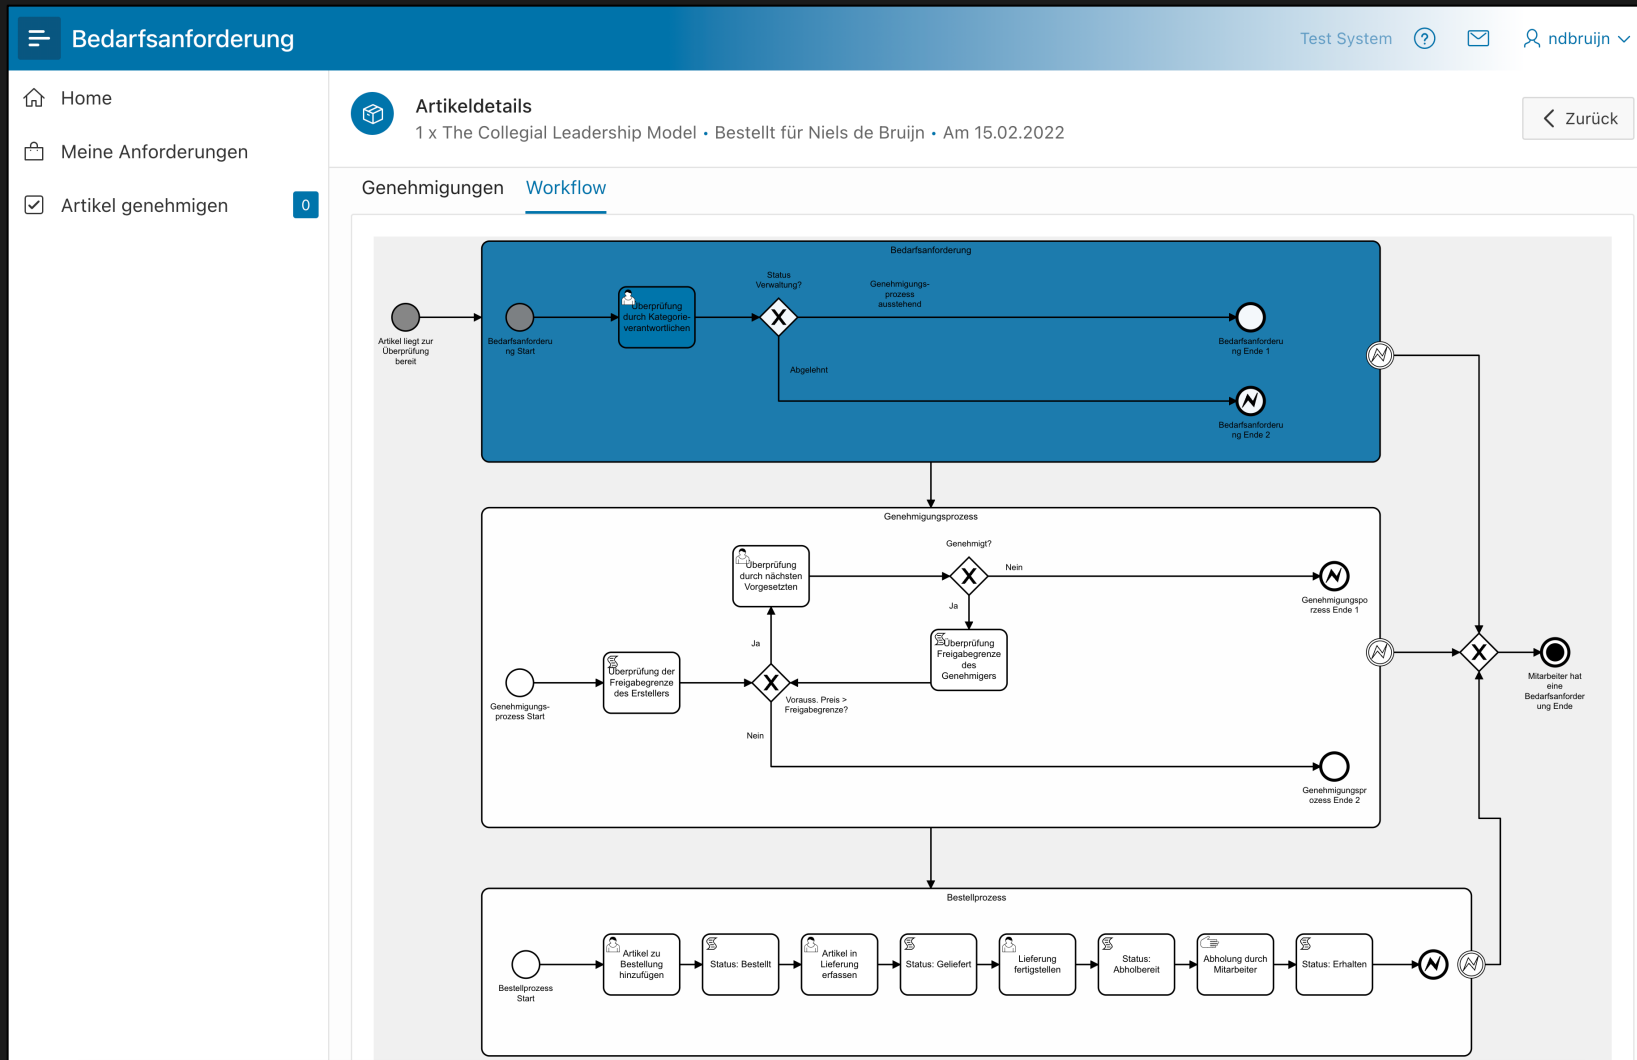 Bedarfsanforderung
Test System
ndbruijn
Home
Meine Anforderungen
Artikel genehmigen
0
Artikeldetails
1 x The Collegial Leadership Model • Bestellt für Niels de Bruijn • Am 15.02.2022
Zurück
Genehmigungen
Workflow
Bedarfsanforderung
Artikel liegt zur
Überprüfung
bereit
Bedarfsanforderu
ng Start
Überprüfung
durch Kategorie-
verantwortlichen
Status
Verwaltung?
Genehmigungs-
prozess
ausstehend
Abgelehnt
Bedarfsanforderu
ng Ende 1
Bedarfsanforderu
ng Ende 2
Genehmigungsprozess
Genehmigungs-
prozess Start
Überprüfung der
Freigabegrenze
des Erstellers
Ja
Überprüfung
durch nächsten
Vorgesetzten
Vorauss. Preis >
Freigabegrenze?
Nein
Genehmigt?
Nein
Ja
Überprüfung
Freigabegrenze
des
Genehmigers
Genehmigungspo
rzess Ende 1
Genehmigungspr
ozess Ende 2
Mitarbeiter hat
eine
Bedarfsanforder
ung Ende
Bestellprozess
Bestellprozess
Start
Artikel zu
Bestellung
hinzufügen
Status: Bestellt
Artikel in
Lieferung
erfassen
Status: Geliefert
Lieferung
fertigstellen
Status:
Abholbereit
Abholung durch
Mitarbeiter
Status: Erhalten